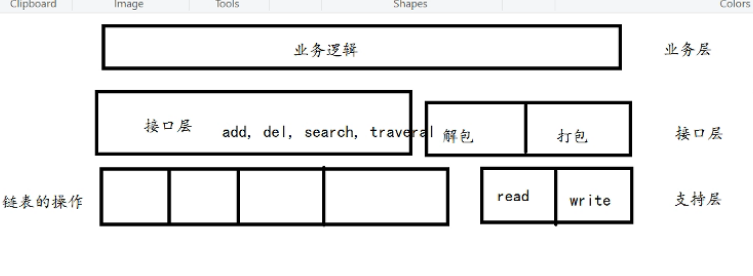 Clipboard Image Tools Shapes Colors
业务逻辑 业务层
接口层 add, del, search, traveral 解包 打包 接口层
链表的操作 read write 支持层